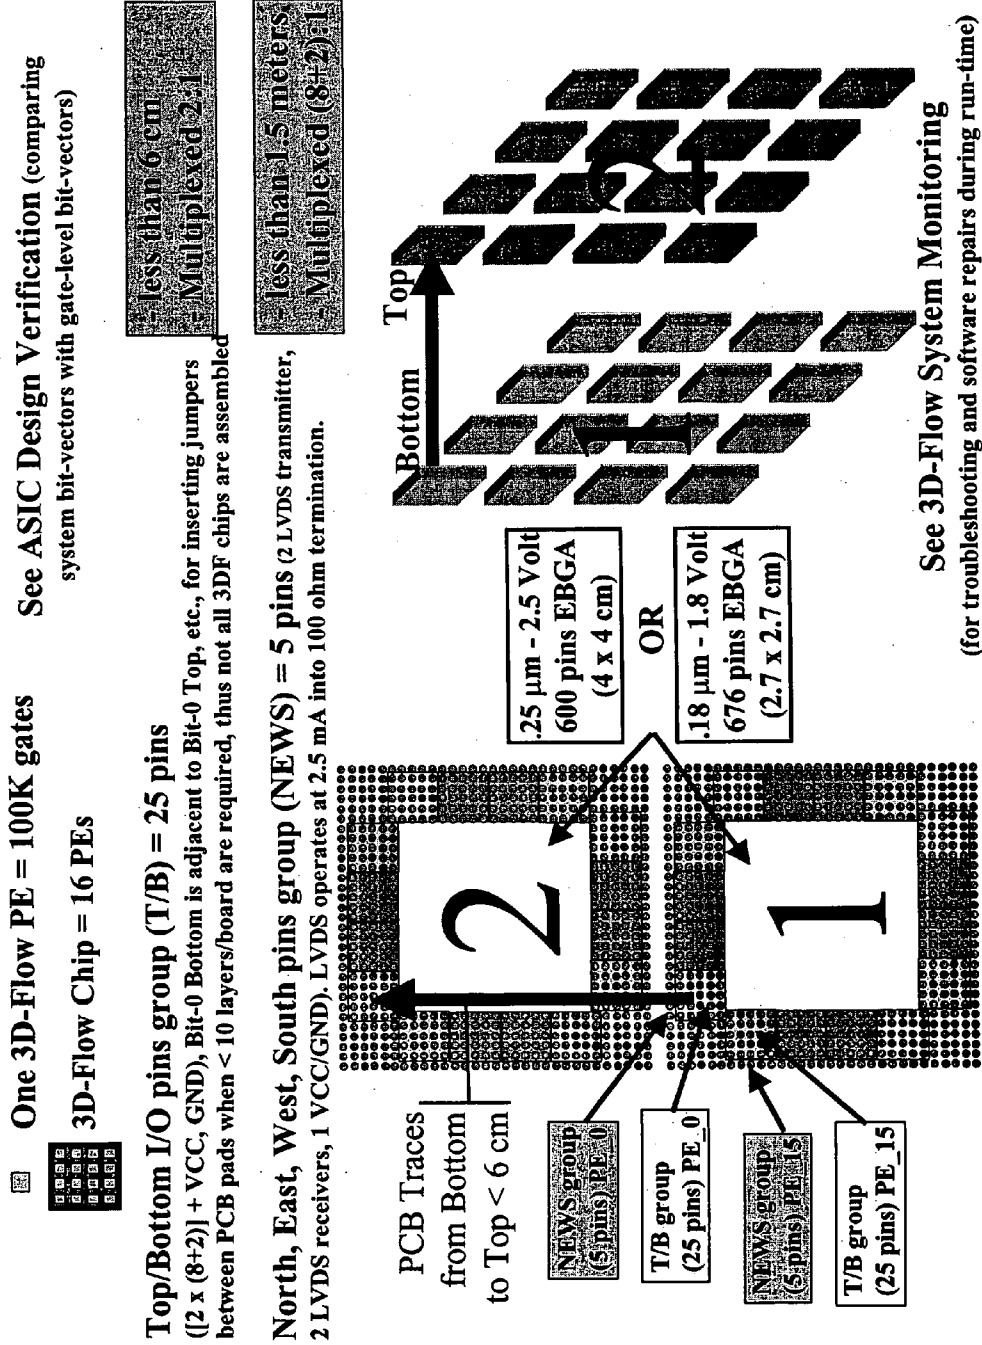 One 3D-Flow PE = 100K gates
3D-Flow Chip = 16 PEs
See ASIC Design Verification (comparing
system bit-vectors with gate-level bit-vectors)
Top/Bottom I/O pins group (T/B) = 25 pins
([2 x (8+2)] + VCC, GND), Bit-0 Bottom is adjacent to Bit-0 Top, etc., for inserting jumpers
between PCB pads when < 10 layers/board are required, thus not all 3DF chips are assembled
- less than 6 cm
- Multiplexed 2:1
North, East, West, South pins group (NEWS) = 5 pins (2 LVDS transmitter,
2 LVDS receivers, 1 VCC/GND). LVDS operates at 2.5 mA into 100 ohm termination.
- less than 1.5 meters.
- Multiplexed (8+2):1
PCB Traces
from Bottom
to Top < 6 cm
NEWS group
(5 pins) PE_0
T/B group
(25 pins) PE_0
NEWS group
(5 pins) PE_15
T/B group
(25 pins) PE_15
2
1
.25 µm - 2.5 Volt
600 pins EBGA
(4 x 4 cm)
OR
.18 µm - 1.8 Volt
676 pins EBGA
(2.7 x 2.7 cm)
Bottom
Top
1
2
See 3D-Flow System Monitoring
(for troubleshooting and software repairs during run-time)